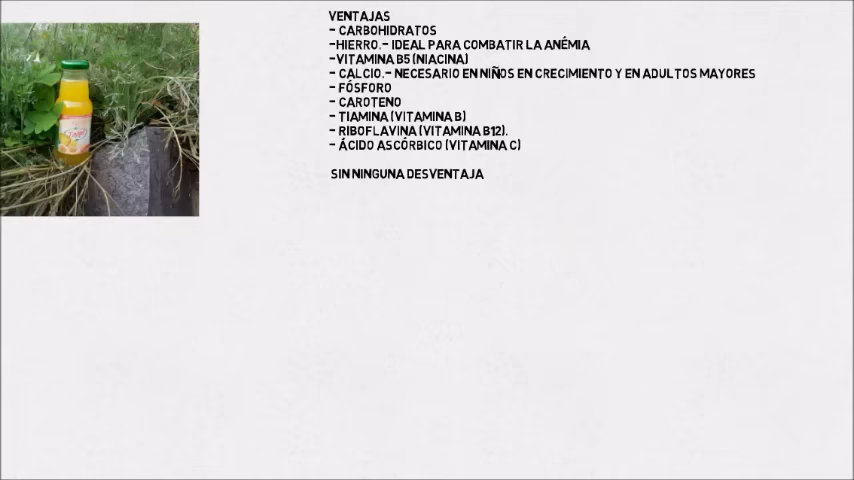 VENTAJAS
- CARBOHIDRATOS
-HIERRO.- IDEAL PARA COMBATIR LA ANÉMIA
-VITAMINA B5 (NIACINA)
- CALCIO.- NECESARIO EN NIÑOS EN CRECIMIENTO Y EN ADULTOS MAYORES
- FÓSFORO
- CAROTENO
- TIAMINA (VITAMINA B)
- RIBOFLAVINA (VITAMINA B12).
- ÁCIDO ASCÓRBICO (VITAMINA C)
SIN NINGUNA DESVENTAJA